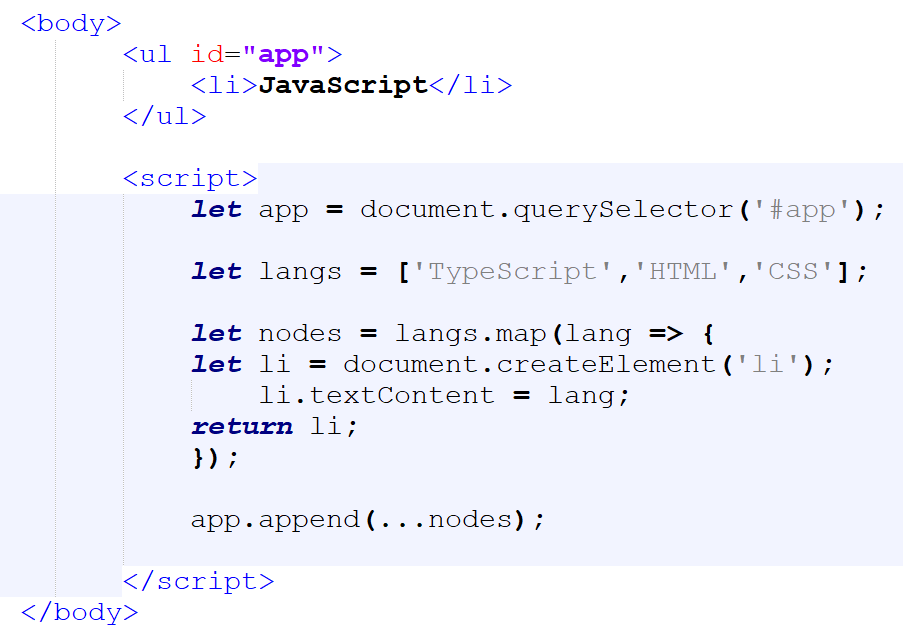 <body>
<ul id="app">
<li>JavaScript</li>
</ul>
<script>
let app = document.querySelector('#app');
let langs = ['TypeScript','HTML','CSS'];
let nodes = langs.map(lang => {
let li = document.createElement('li');
li.textContent = lang;
return li;
});
app.append(...nodes);
</script>
</body>